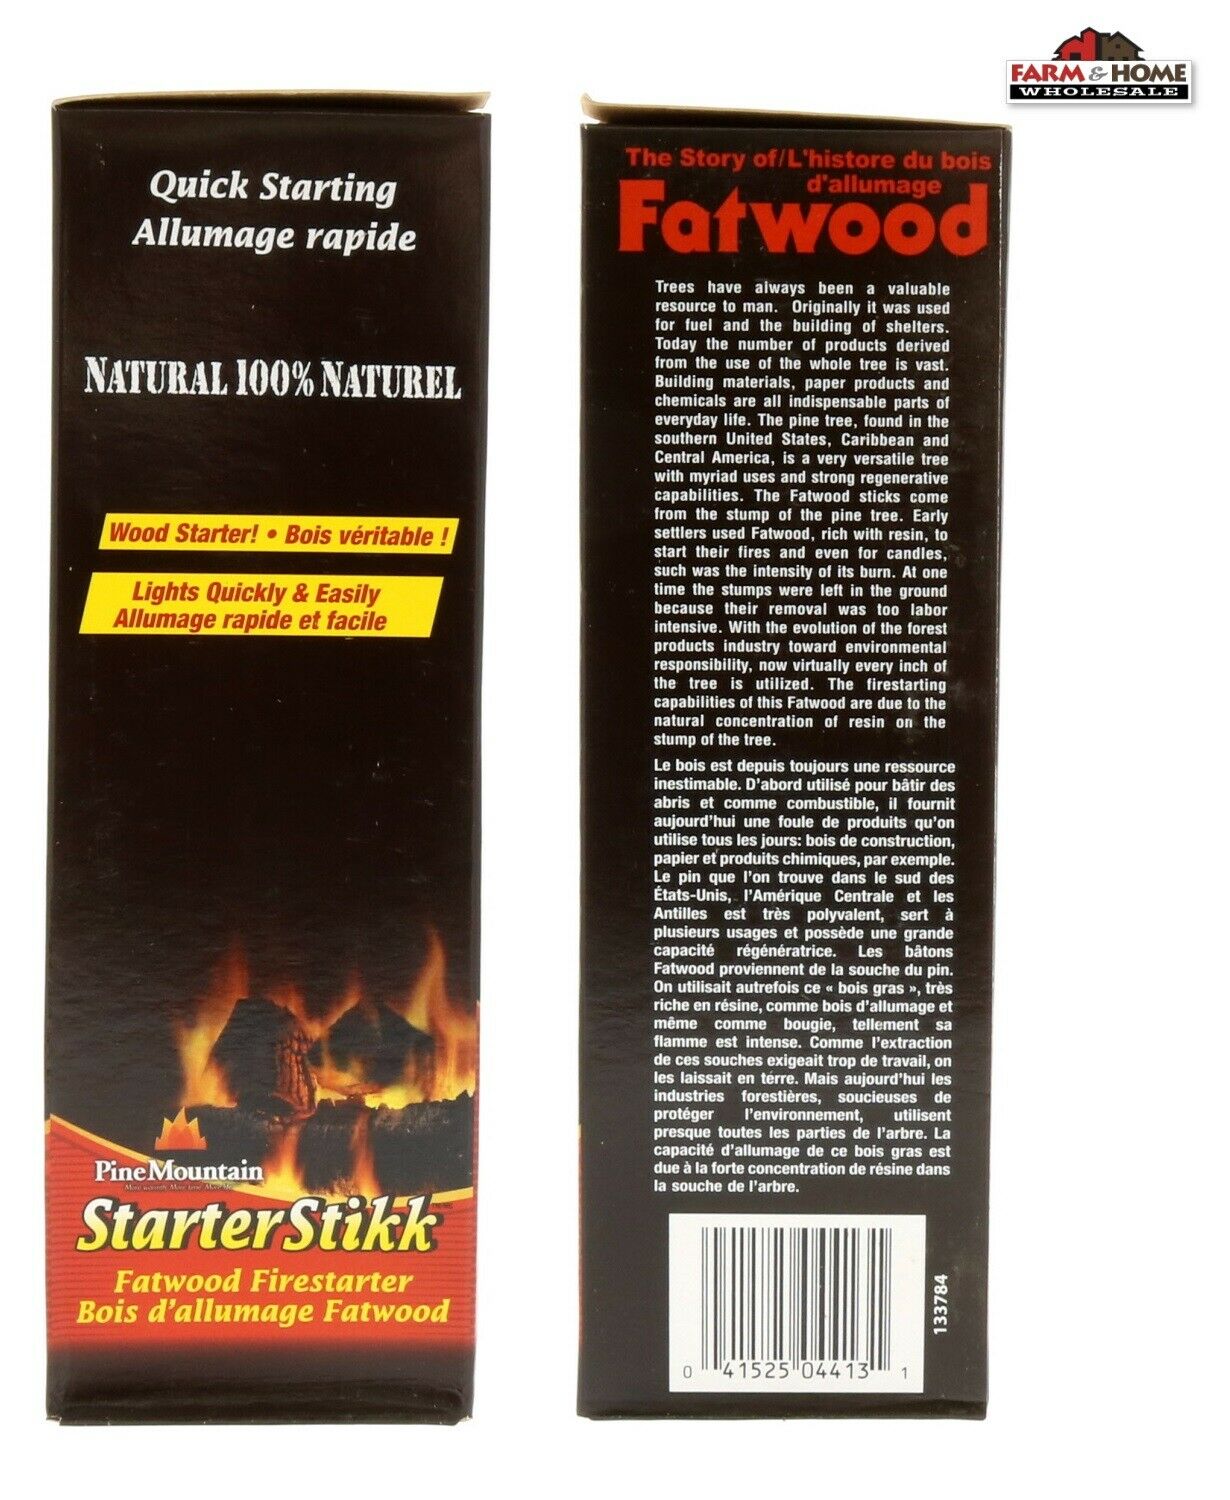 FARM & HOME
WHOLESALE
Quick Starting
Allumage rapide
NATURAL 100% NATUREL
Wood Starter! • Bois véritable !
Lights Quickly & Easily
Allumage rapide et facile
PineMountain
StarterStikk
Fatwood Firestarter
Bois d'allumage Fatwood
The Story of/L'histore du bois
d'allumage
Fatwood
Trees have always been a valuable
resource to man. Originally it was used
for fuel and the building of shelters.
Today the number of products derived
from the use of the whole tree is vast.
Building materials, paper products and
chemicals are all indispensable parts of
everyday life. The pine tree, found in the
southern United States, Caribbean and
Central America, is a very versatile tree
with myriad uses and strong regenerative
capabilities. The Fatwood sticks come
from the stump of the pine tree. Early
settlers used Fatwood, rich with resin, to
start their fires and even for candles,
such was the intensity of its burn. At one
time the stumps were left in the ground
because their removal was too labor
intensive. With the evolution of the forest
products industry toward environmental
responsibility, now virtually every inch of
the tree is utilized. The firestarting
capabilities of this Fatwood are due to the
natural concentration of resin on the
stump of the tree.
Le bois est depuis toujours une ressource
inestimable. D'abord utilisé pour bâtir des
abris et comme combustible, il fournit
aujourd'hui une foule de produits qu'on
utilise tous les jours: bois de construction,
papier et produits chimiques, par exemple.
Le pin que l'on trouve dans le sud des
États-Unis, l'Amérique Centrale et les
Antilles est très polyvalent, sert à
plusieurs usages et possède une grande
capacité régénératrice. Les bâtons
Fatwood proviennent de la souche du pin.
On utilisait autrefois ce « bois gras », très
riche en résine, comme bois d'allumage et
même comme bougie, tellement sa
flamme est intense. Comme l'extraction
de ces souches exigeait trop de travail, on
les laissait en terre. Mais aujourd'hui les
industries forestières, soucieuses de
protéger l'environnement, utilisent
presque toutes les parties de l'arbre. La
capacité d'allumage de ce bois gras est
due à la forte concentration de résine dans
la souche de l'arbre.
133784
0 41525 04413 1